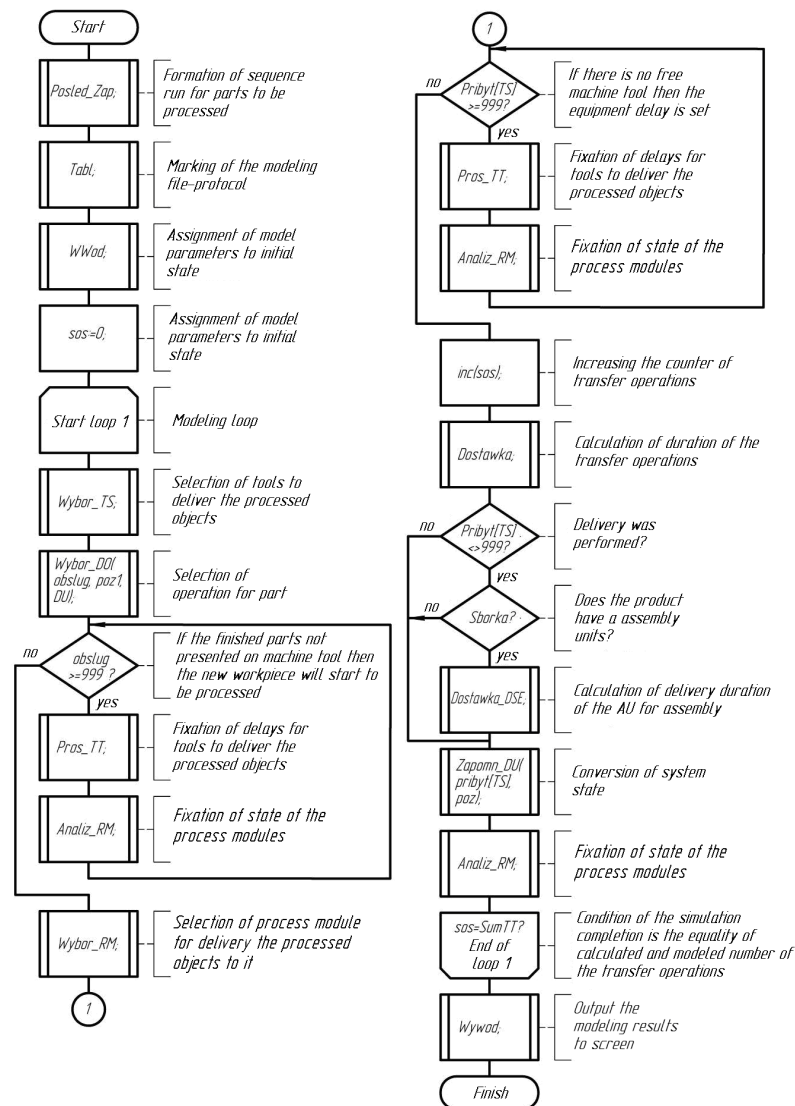 Start
Posled_Zap;
Formation of sequence
run for parts to be
processed
Tabl;
Marking of the modeling
file-protocol
WWod;
Assignment of model
parameters to initial
state
sos:=0;
Assignment of model
parameters to initial
state
Start loop 1
Modeling loop
Wybor_TS;
Selection of tools to
deliver the processed
objects
Wybor_DO(
obslug, poz1,
DU);
Selection of
operation for part
no
obslug
>=999 ?
yes
If the finished parts not
presented on machine tool then
the new workpiece will start to
be processed
Pros_TT;
Fixation of delays for
tools to deliver the
processed objects
Analiz_RM;
Fixation of state of the
process modules
Wybor_RM;
Selection of process module
for delivery the processed
objects to it
1
1
no
Pribyt[TS]
>=999?
yes
If there is no free
machine tool then the
equipment delay is set
Pros_TT;
Fixation of delays for
tools to deliver the
processed objects
Analiz_RM;
Fixation of state of the
process modules
inc(sos);
Increasing the counter of
transfer operations
Dostawka;
Calculation of duration of the
transfer operations
no
Pribyt[TS]
<>999?
yes
Delivery was
performed?
no
Sborka?
yes
Does the product
have a assembly
units?
Dostawka_DSE;
Calculation of delivery duration
of the AU for assembly
Zapomn_DU(
pribyt[TS],
poz);
Conversion of system
state
Analiz_RM;
Fixation of state of the
process modules
sos=SumTT?
End of
loop 1
Condition of the simulation
completion is the equality of
calculated and modeled number of
the transfer operations
Wywod;
Output the
modeling results
to screen
Finish